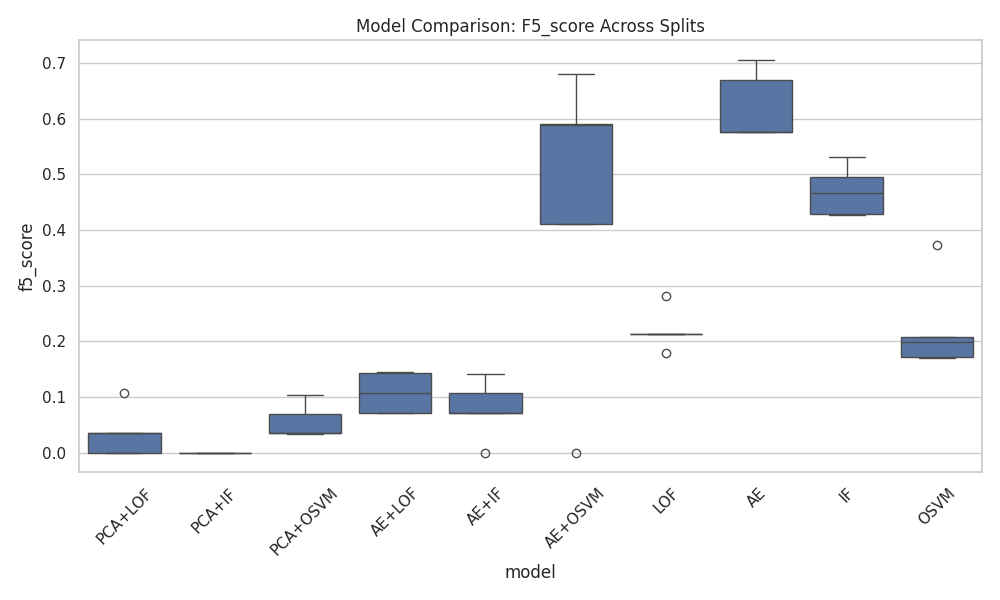 Model Comparison: F5_score Across Splits
f5_score
0.7
0.6
0.5
0.4
0.3
0.2
0.1
0.0
PCA+LOF
PCA+IF
PCA+OSVM
AE+LOF
AE+IF
AE+OSVM
LOF
AE
IF
OSVM
model